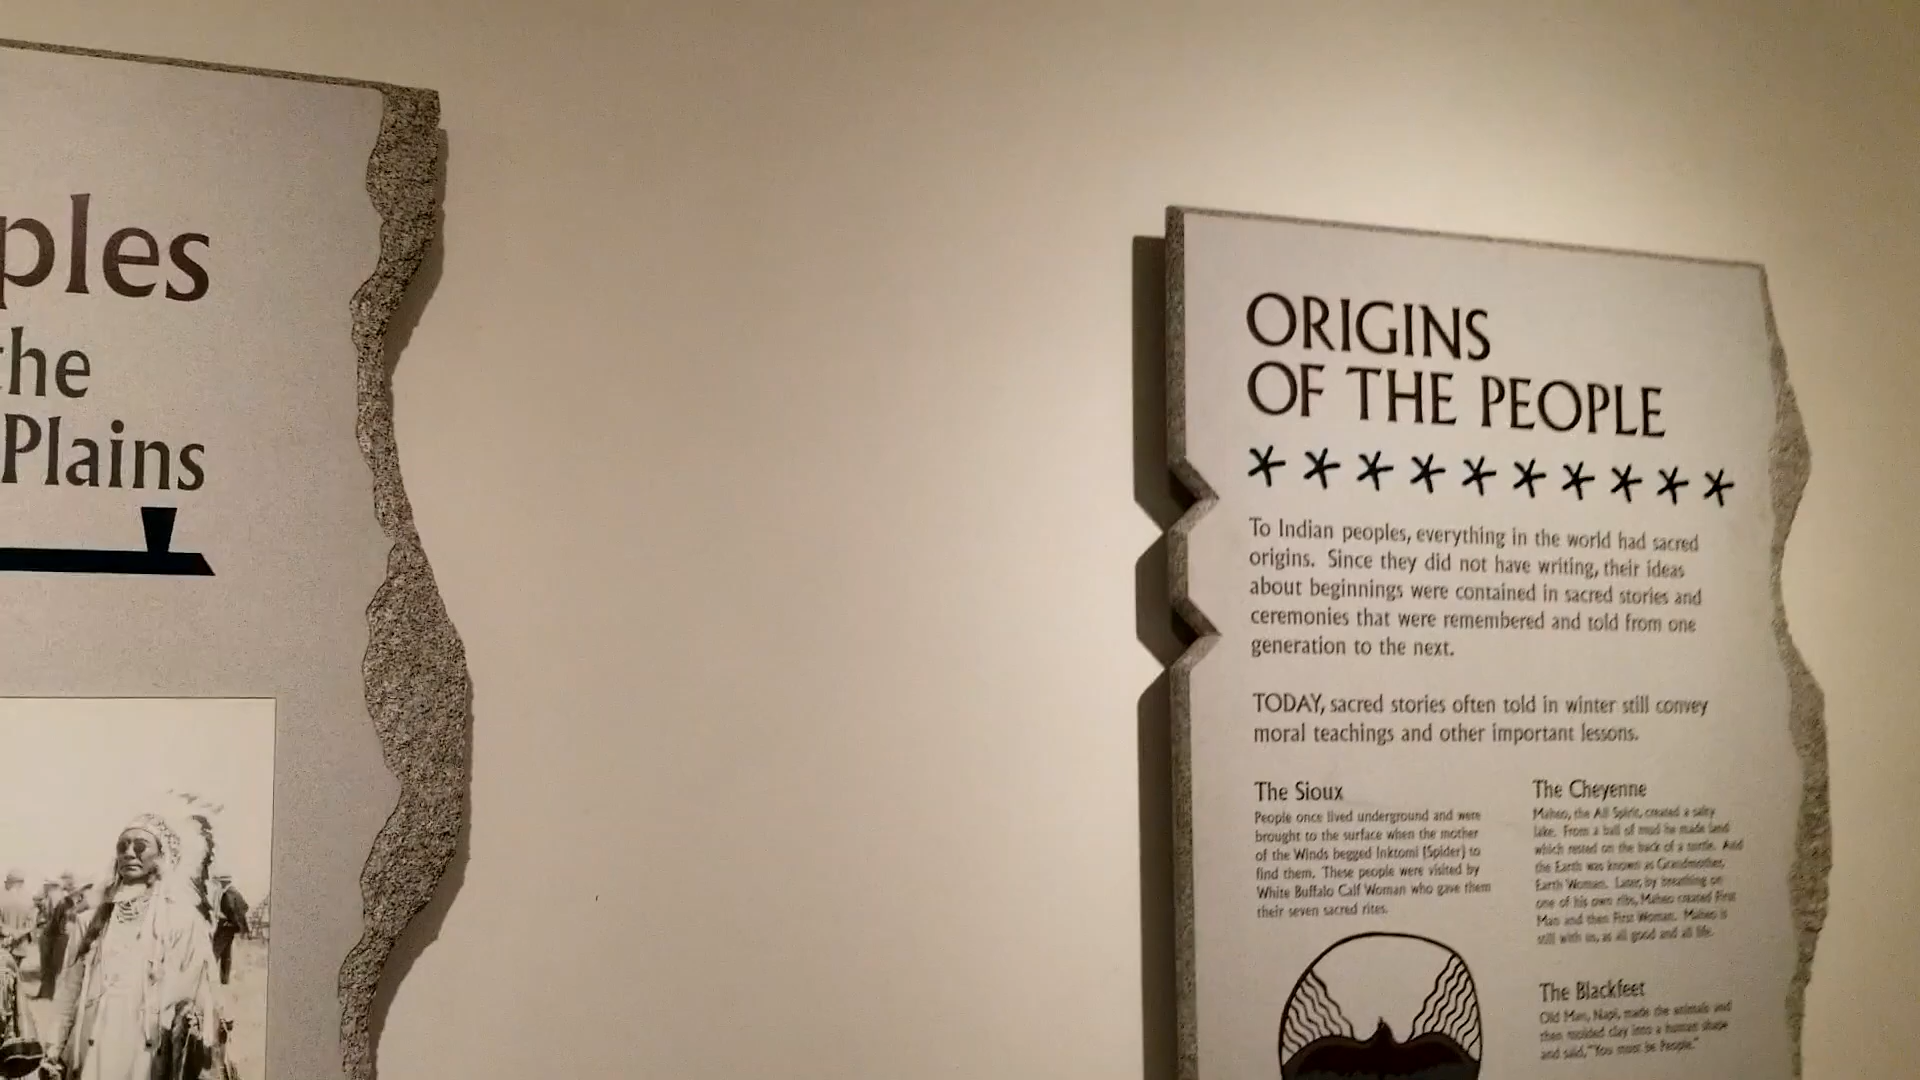 ples
the
Plains
ORIGINS
OF THE PEOPLE
To Indian peoples, everything in the world had sacred
origins. Since they did not have writing, their ideas
about beginnings were contained in sacred stories and
ceremonies that were remembered and told from one
generation to the next.
TODAY, sacred stories often told in winter still convey
moral teachings and other important lessons.
The Sioux
People once lived underground and were
brought to the surface when the mother
of the Winds begged Inktomi (Spider) to
find them. These people were visited by
White Buffalo Calf Woman who gave them
their seven sacred rites.
The Cheyenne
Maheo, the All Spirit, created a salty
lake. From a ball of mud he made land
which rested on the back of a turtle. And
the Earth was known as Grandmother,
Earth Woman. Later, by breathing on
one of his own ribs, Maheo created First
Man and then First Woman. Maheo is
still with us, as all good and all life.
The Blackfeet
Old Man, Napi, made the animals and
then molded clay into a human shape
and said, "You must be People."